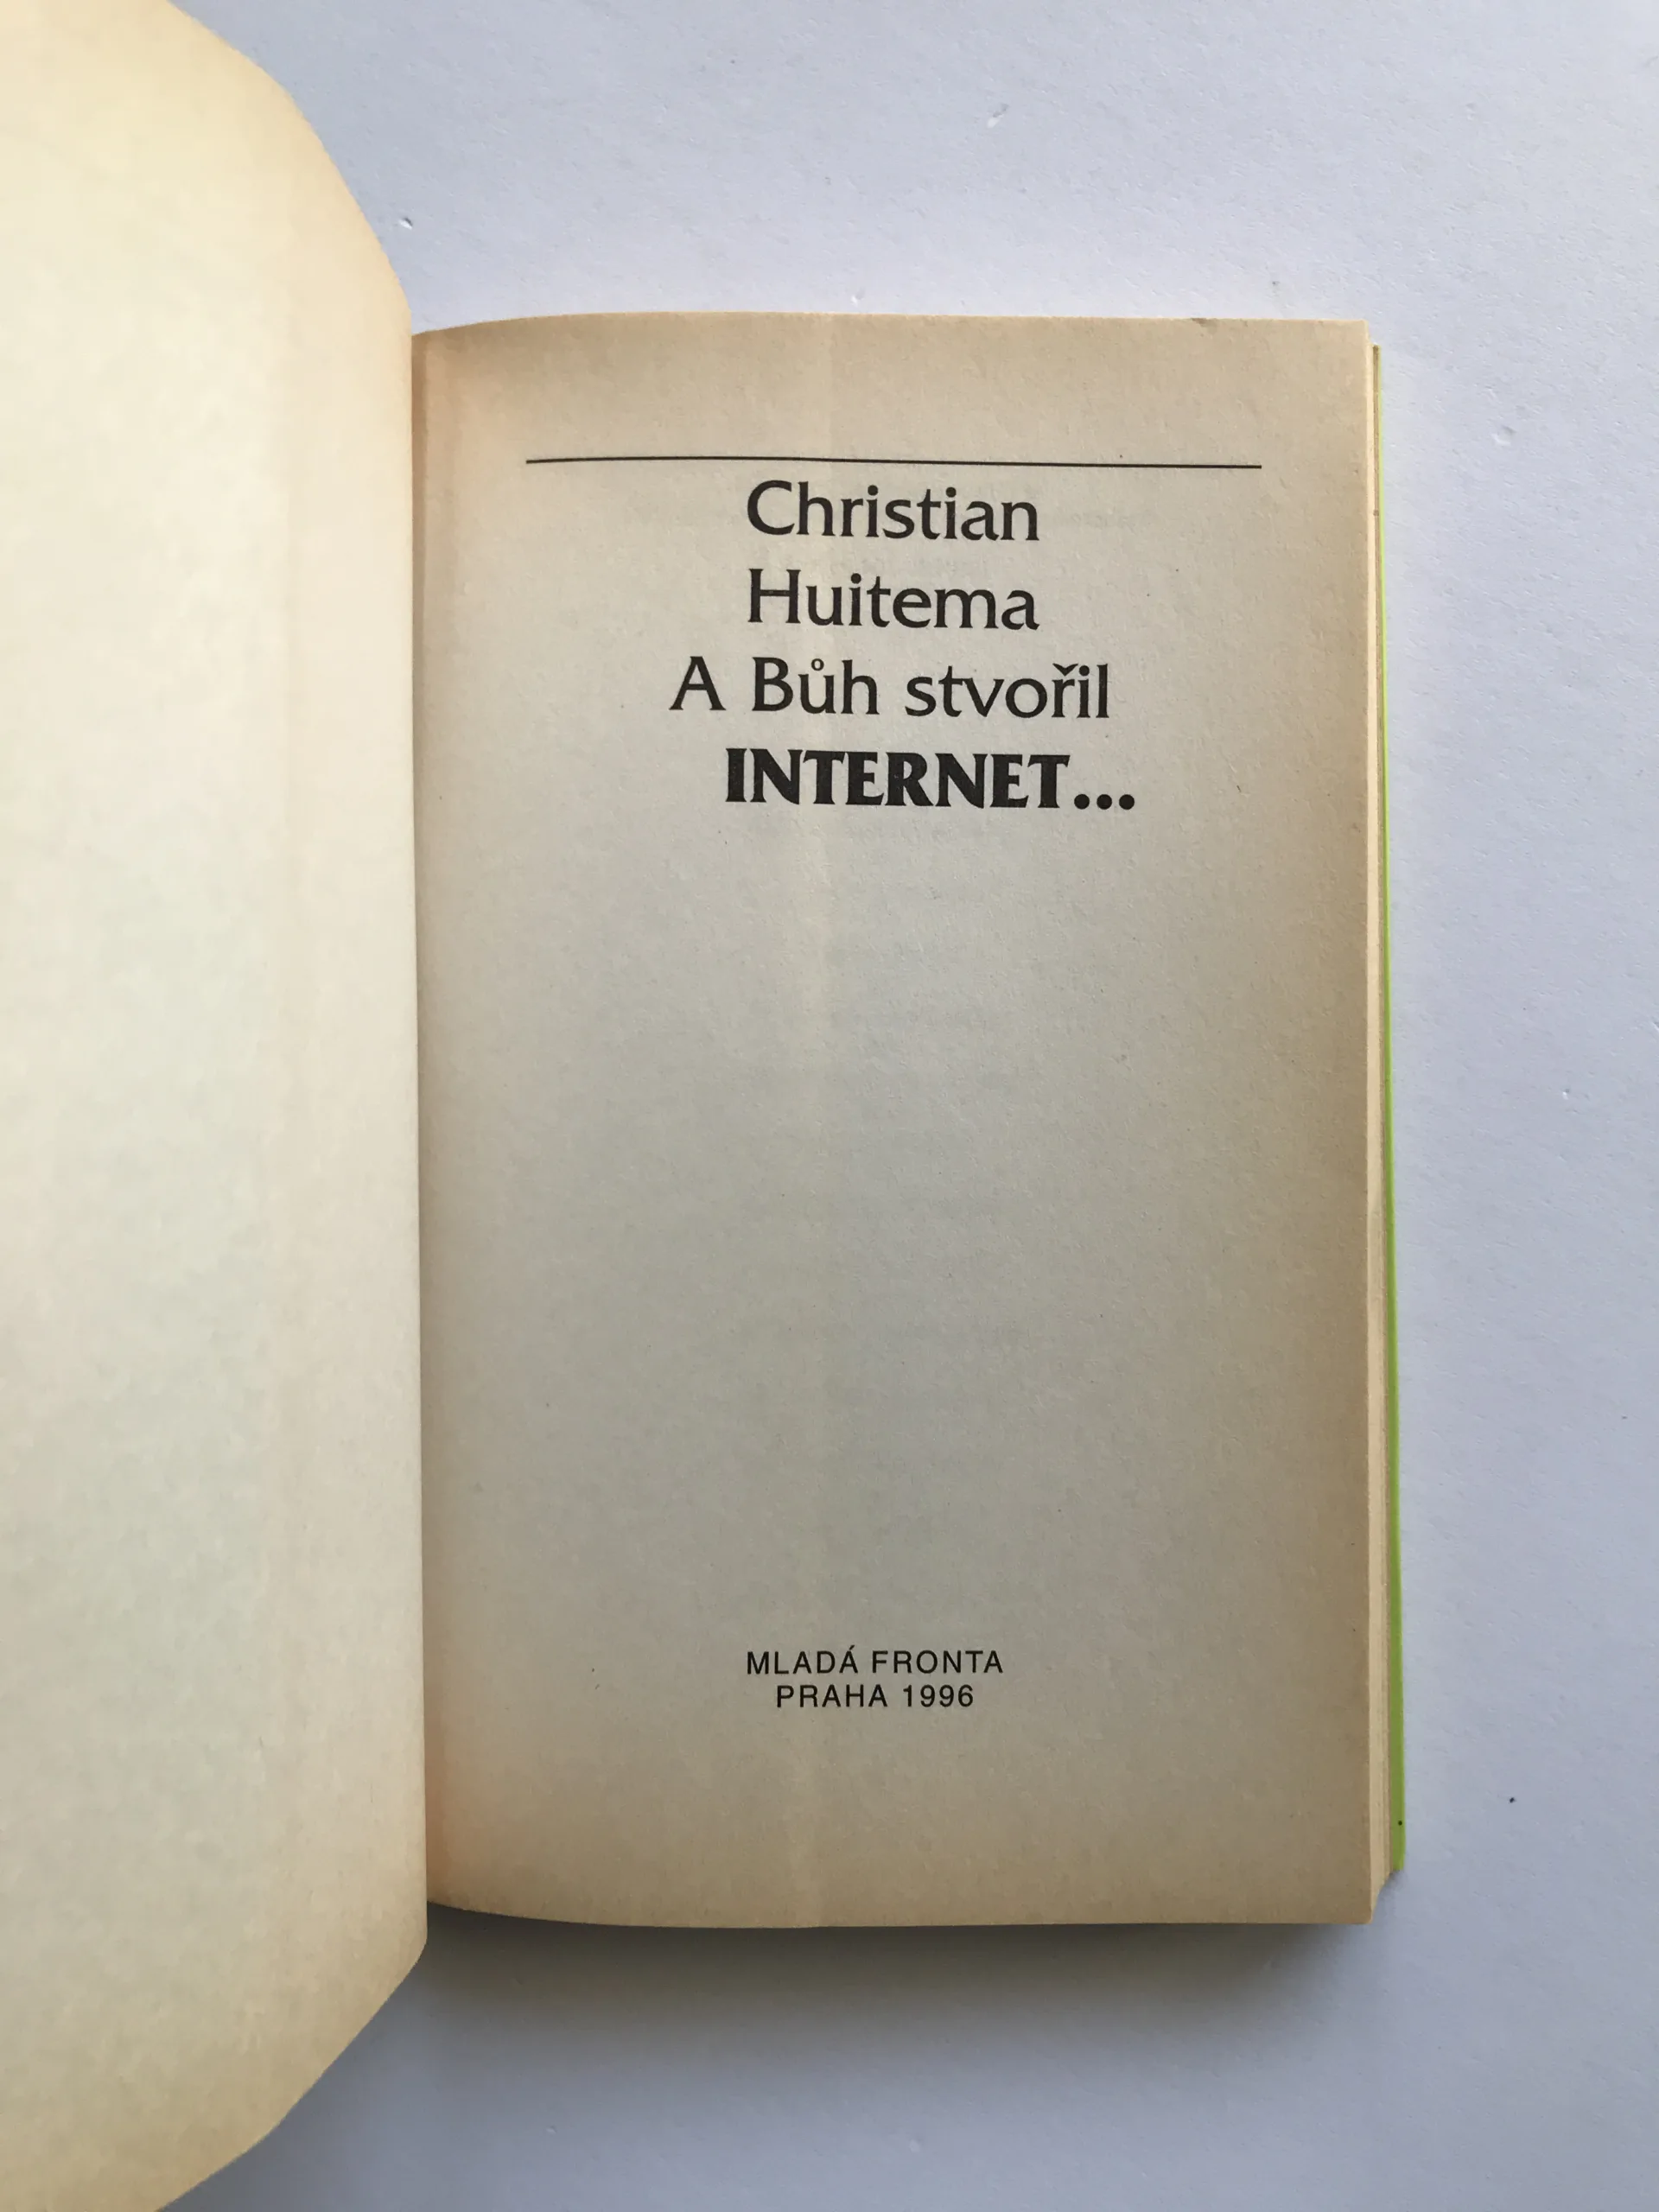 Christian
Huitema
A Bůh stvořil
INTERNET...
MLADÁ FRONTA
PRAHA 1996